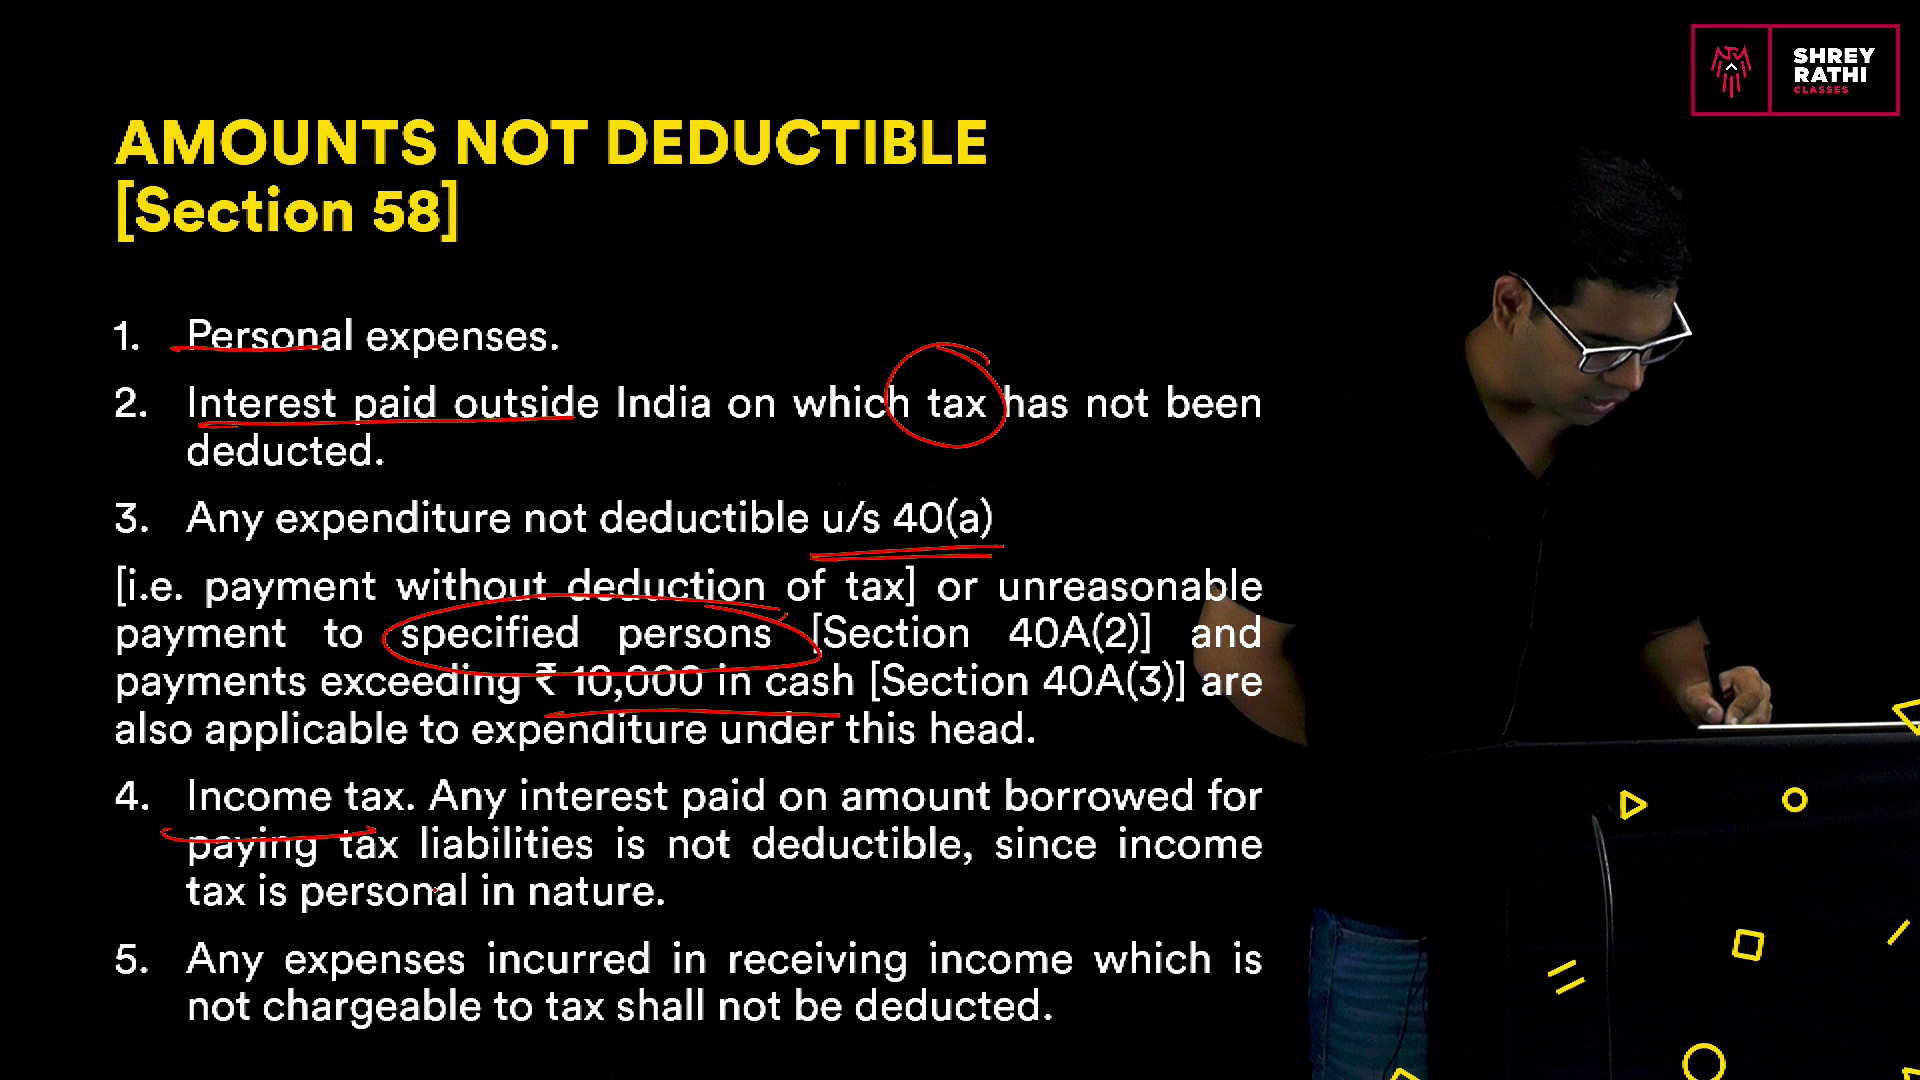 SHREY
RATHI
CLASSES
AMOUNTS NOT DEDUCTIBLE
[Section 58]
1. Personal expenses.
2. Interest paid outside India on which tax has not been
deducted.
3. Any expenditure not deductible u/s 40(a)
[i.e. payment without deduction of tax] or unreasonable
payment to specified persons [Section 40A(2)] and
payments exceeding ₹ 10,000 in cash [Section 40A(3)] are
also applicable to expenditure under this head.
4. Income tax. Any interest paid on amount borrowed for
paying tax liabilities is not deductible, since income
tax is personal in nature.
5. Any expenses incurred in receiving income which is
not chargeable to tax shall not be deducted.